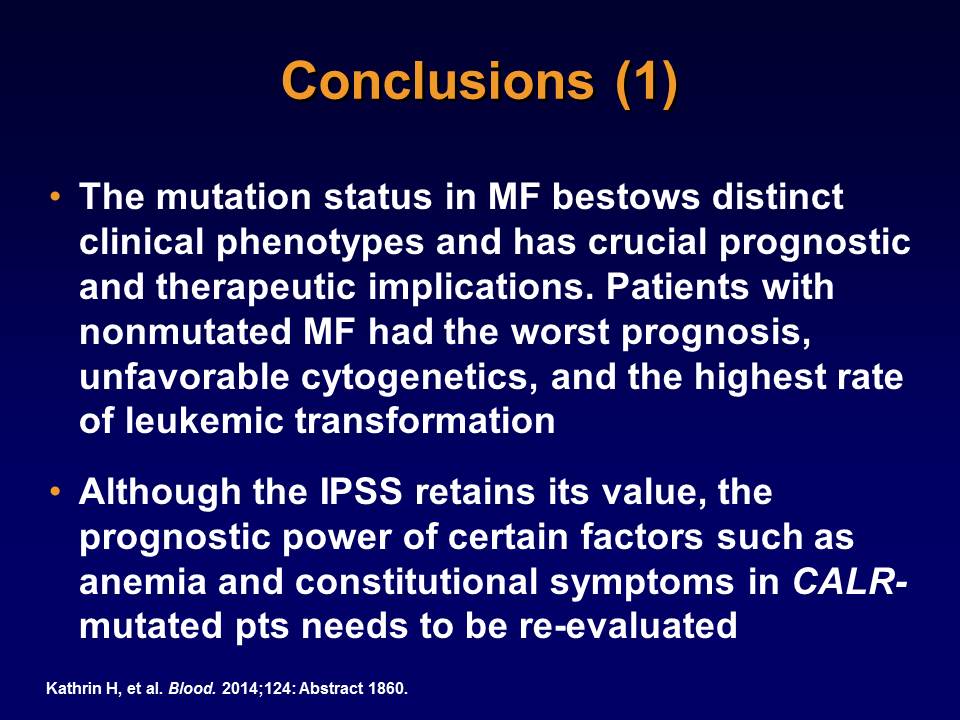 Conclusions (1)
• The mutation status in MF bestows distinct
clinical phenotypes and has crucial prognostic
and therapeutic implications. Patients with
nonmutated MF had the worst prognosis,
unfavorable cytogenetics, and the highest rate
of leukemic transformation
• Although the IPSS retains its value, the
prognostic power of certain factors such as
anemia and constitutional symptoms in CALR-
mutated pts needs to be re-evaluated
Kathrin H, et al. Blood. 2014;124: Abstract 1860.